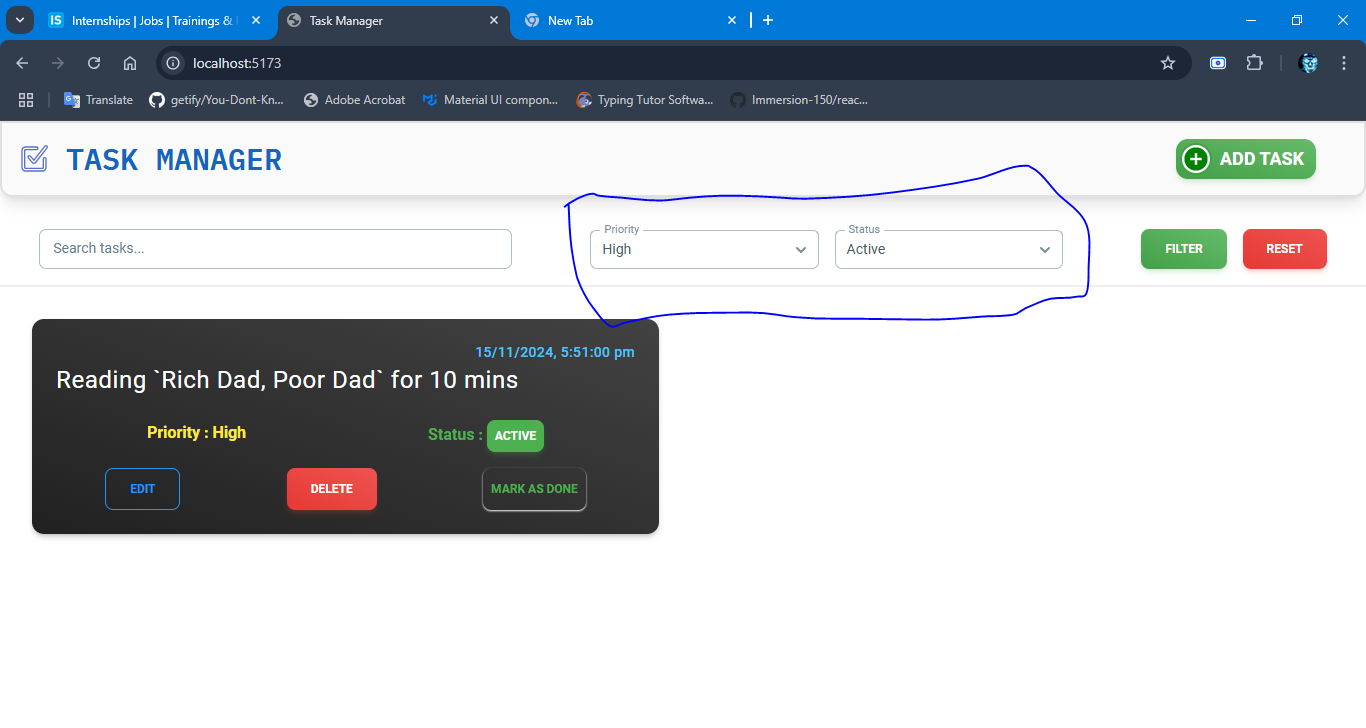 Internships | Jobs | Trainings &
Task Manager
New Tab
localhost:5173
Translate
getify/You-Dont-Kn...
Adobe Acrobat
Material UI compon...
Typing Tutor Softwa...
Immersion-150/reac...
TASK MANAGER
ADD TASK
Search tasks...
Priority
High
Status
Active
FILTER
RESET
15/11/2024, 5:51:00 pm
Reading `Rich Dad, Poor Dad` for 10 mins
Priority : High
Status : ACTIVE
EDIT
DELETE
MARK AS DONE